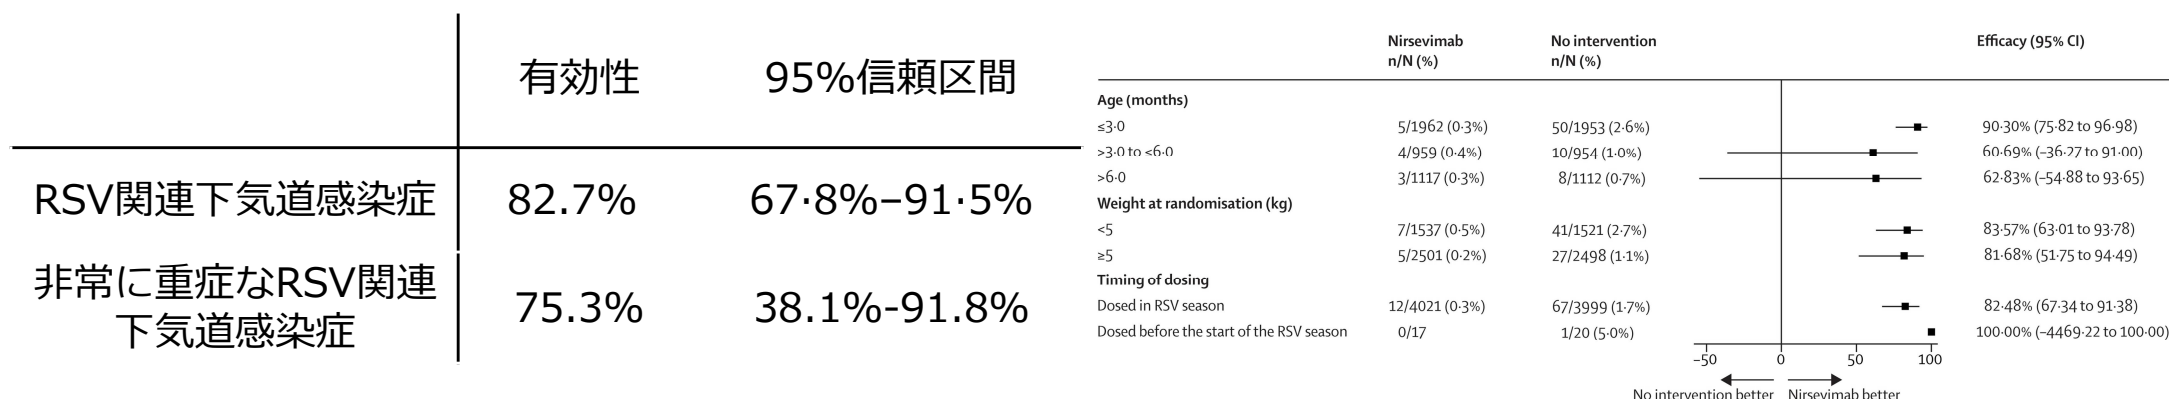 有効性 95%信頼区間
RSV関連下気道感染症 82.7% 67·8%–91·5%
非常に重症なRSV関連
下気道感染症 75.3% 38.1%-91.8%
Nirsevimab No intervention Efficacy (95% CI)
n/N (%) n/N (%)
Age (months)
≤3·0 5/1962 (0·3%) 50/1953 (2·6%) 90·30% (75·82 to 96·98)
>3·0 to <6·0 4/959 (0·4%) 10/954 (1·0%) 60·69% (–36·27 to 91·00)
>6·0 3/1117 (0·3%) 8/1112 (0·7%) 62·83% (–54·88 to 93·65)
Weight at randomisation (kg)
<5 7/1537 (0·5%) 41/1521 (2·7%) 83·57% (63·01 to 93·78)
≥5 5/2501 (0·2%) 27/2498 (1·1%) 81·68% (51·75 to 94·49)
Timing of dosing
Dosed in RSV season 12/4021 (0·3%) 67/3999 (1·7%) 82·48% (67·34 to 91·38)
Dosed before the start of the RSV season 0/17 1/20 (5·0%) 100·00% (–4469·22 to 100·00)
–50 0 50 100
No intervention better Nirsevimab better